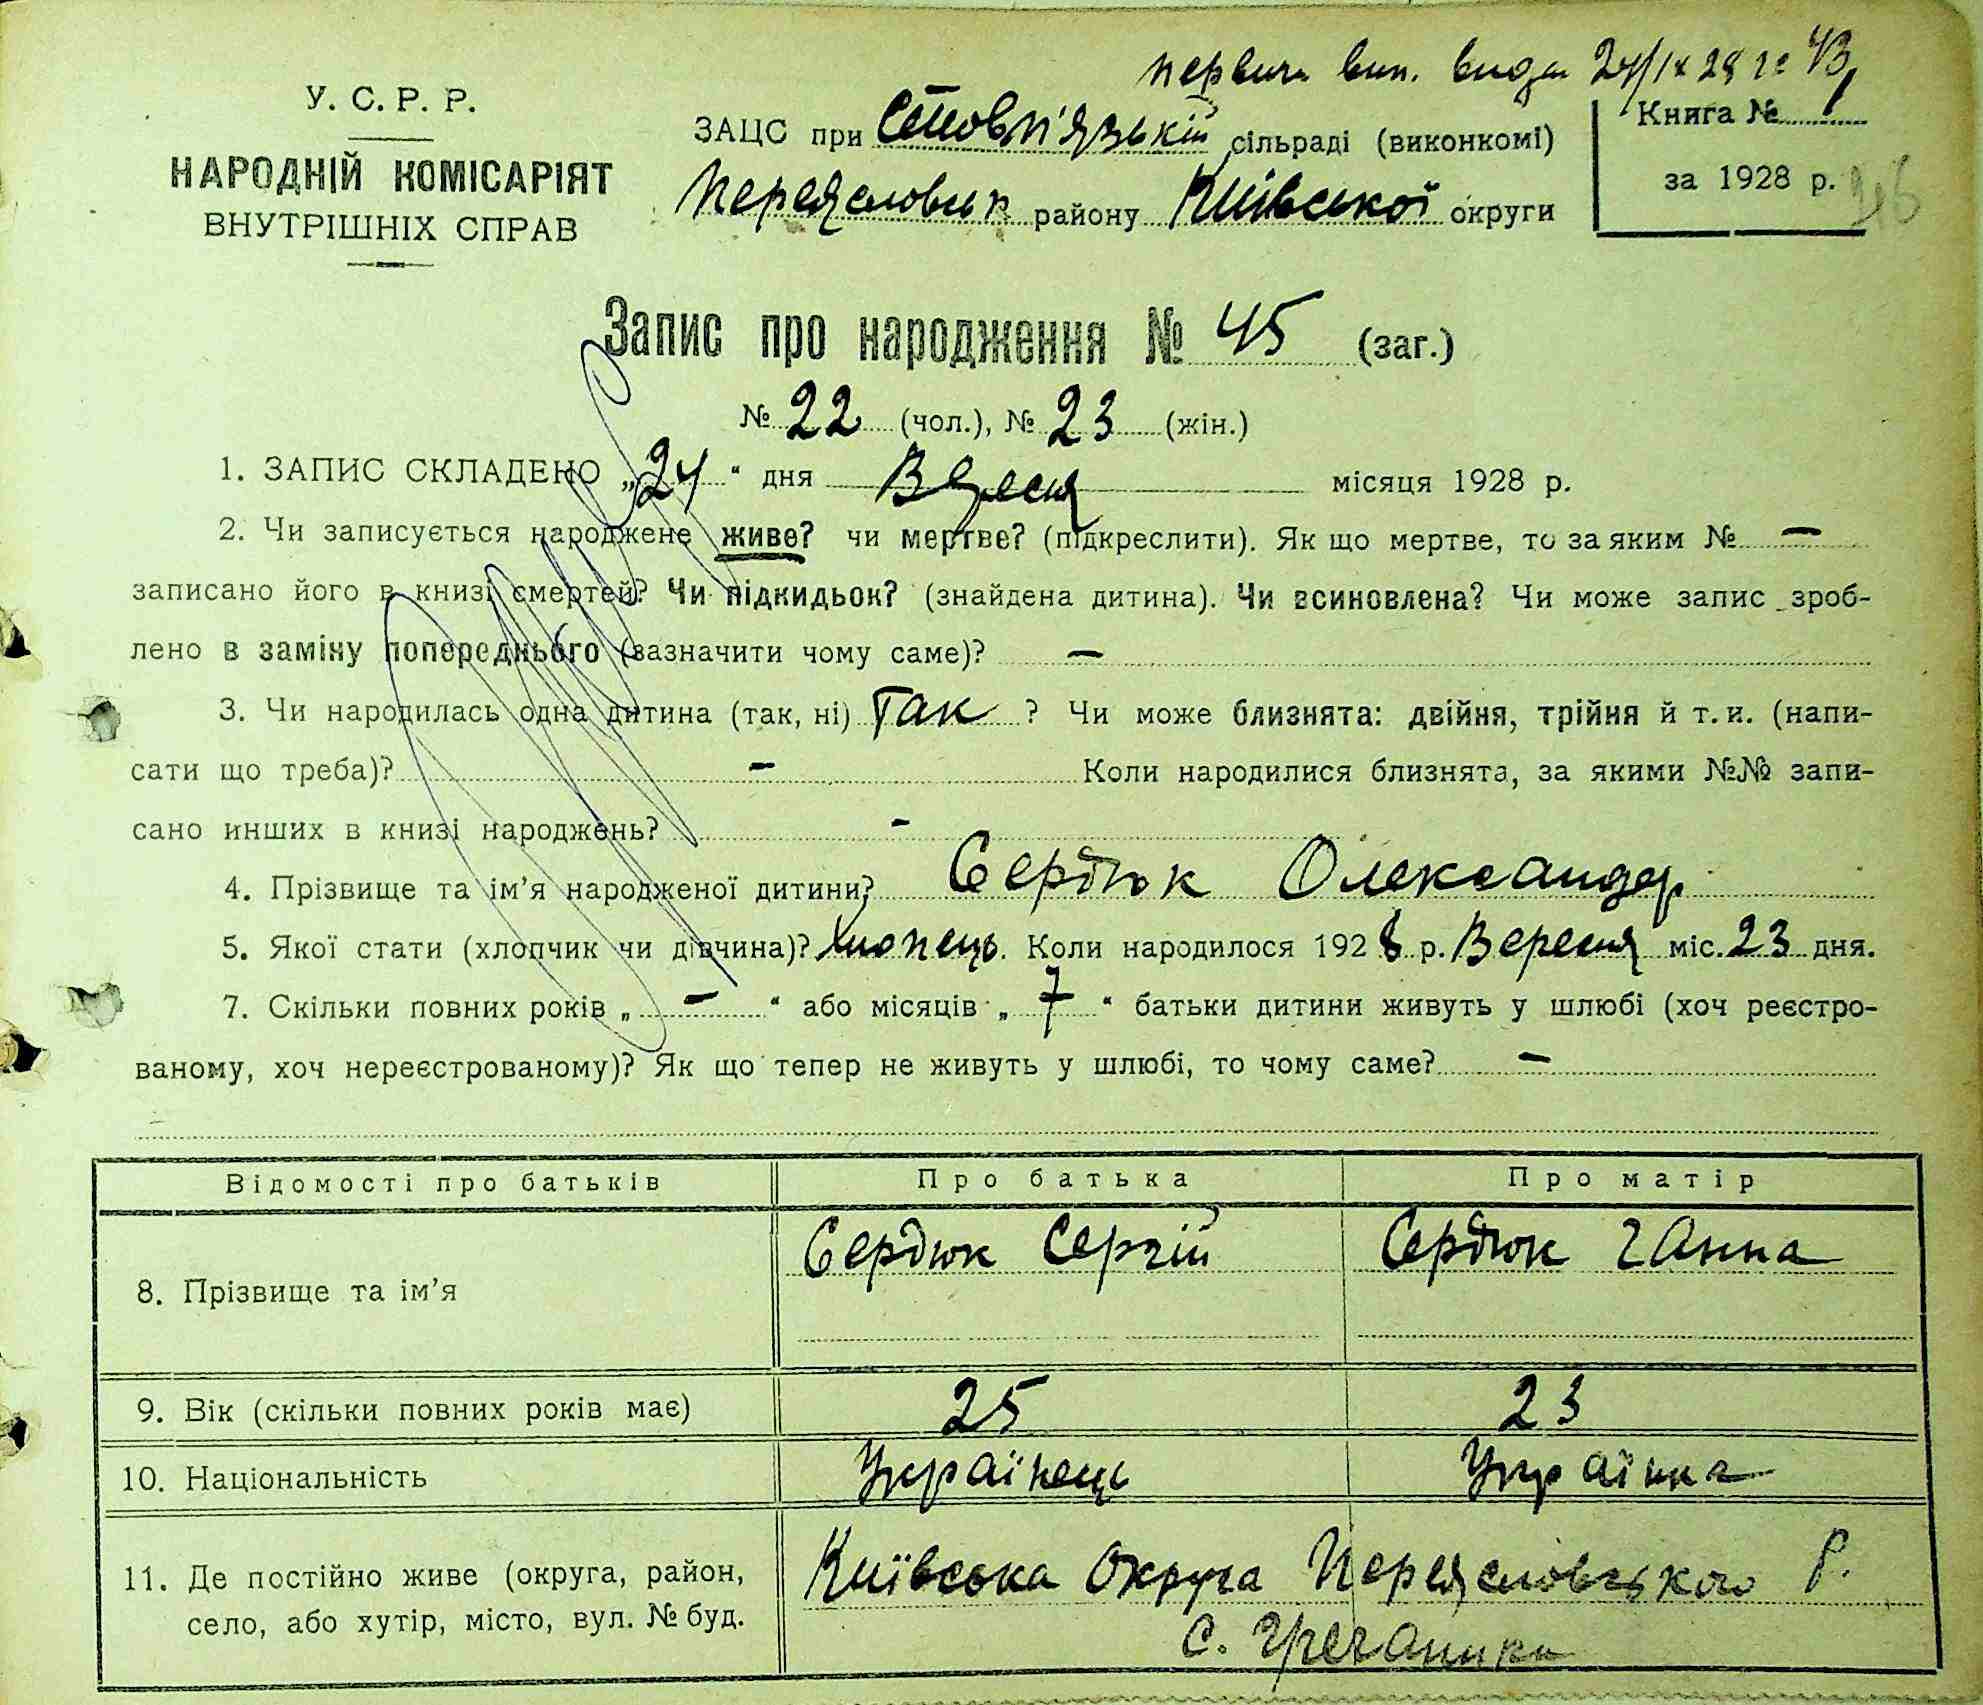 первич. вип. видан 24/IX 28 р. № 43
У. С. Р. Р.
НАРОДНІЙ КОМІСАРІЯТ
ВНУТРІШНІХ СПРАВ
ЗАЦС при Стовп'язькій сільраді (виконкомі)
Переяславськ району Київської округи
Книга № 1
за 1928 р.
Запис про народження № 45 (заг.)
№ 22 (чол.), № 23 (жін.)
1. ЗАПИС СКЛАДЕНО „24“ дня Вересня місяця 1928 р.
2. Чи записується народжене живе? чи мертве? (підкреслити). Як що мертве, то за яким № —
записано його в книзі смертей? Чи підкидьок? (знайдена дитина). Чи всиновлена? Чи може запис зроб-
лено в заміну попереднього (зазначити чому саме)? —
3. Чи народилась одна дитина (так, ні) Так ? Чи може близнята: двійня, трійня й т. и. (напи-
сати що треба)? — Коли народилися близнята, за якими №№ запи-
сано инших в книзі народжень? -
4. Прізвище та ім'я народженої дитини? Сердюк Олександер
5. Якої стати (хлопчик чи дівчина)? Хлопець. Коли народилося 1928 р. Вересня міс. 23 дня.
7. Скільки повних років „ — “ або місяців „ 7 “ батьки дитини живуть у шлюбі (хоч реєстро-
ваному, хоч нереєстрованому)? Як що тепер не живуть у шлюбі, то чому саме? —
Відомості про батьків Про батька Про матір
8. Прізвище та ім'я Сердюк Сергій Сердюк Ганна
9. Вік (скільки повних років має) 25 23
10. Національність Українець Українка
11. Де постійно живе (округа, район,
село, або хутір, місто, вул. № буд.
Київська Округа Переяславського Р.
с. Гречаники